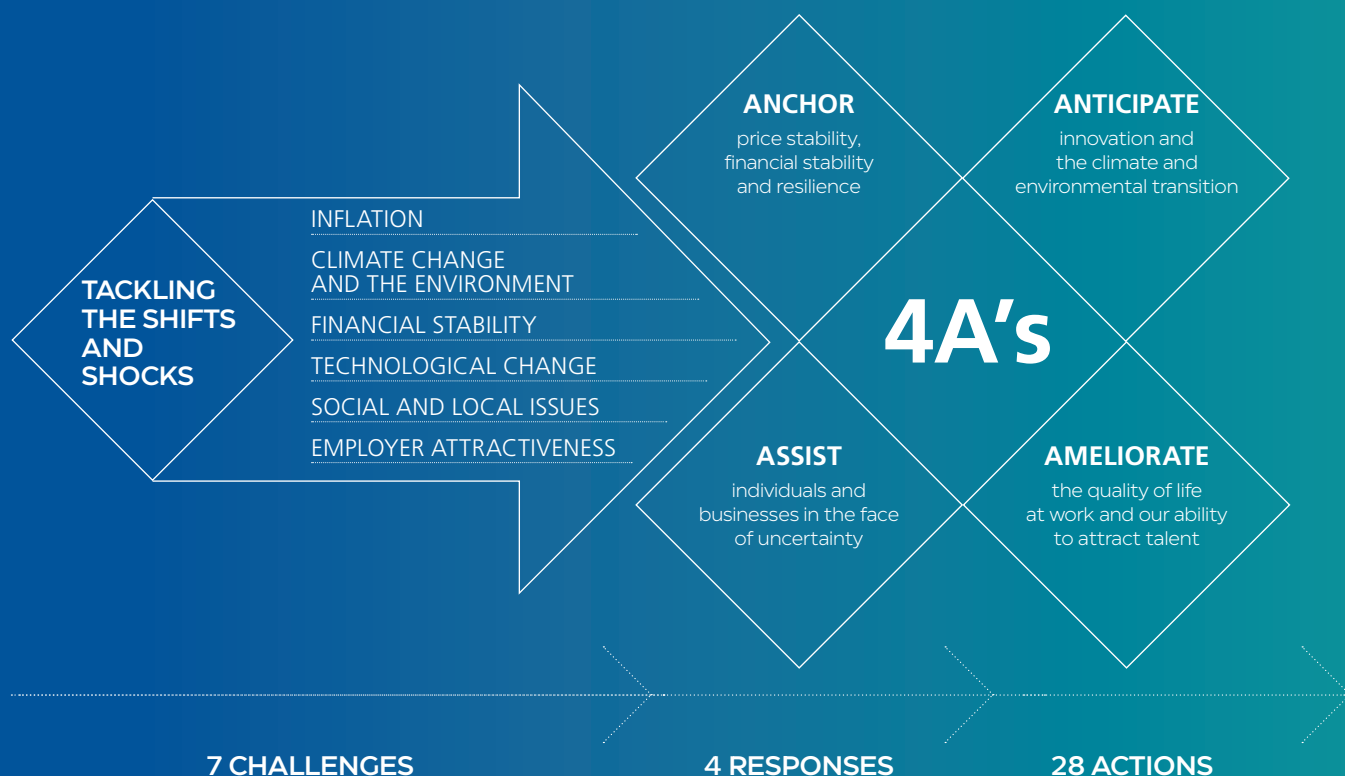 TACKLING
THE SHIFTS
AND
SHOCKS
INFLATION
CLIMATE CHANGE
AND THE ENVIRONMENT
FINANCIAL STABILITY
TECHNOLOGICAL CHANGE
SOCIAL AND LOCAL ISSUES
EMPLOYER ATTRACTIVENESS
ANCHOR
price stability,
financial stability
and resilience
ANTICIPATE
innovation and
the climate and
environmental transition
4A's
ASSIST
individuals and
businesses in the face
of uncertainty
AMELIORATE
the quality of life
at work and our ability
to attract talent
7 CHALLENGES
4 RESPONSES
28 ACTIONS